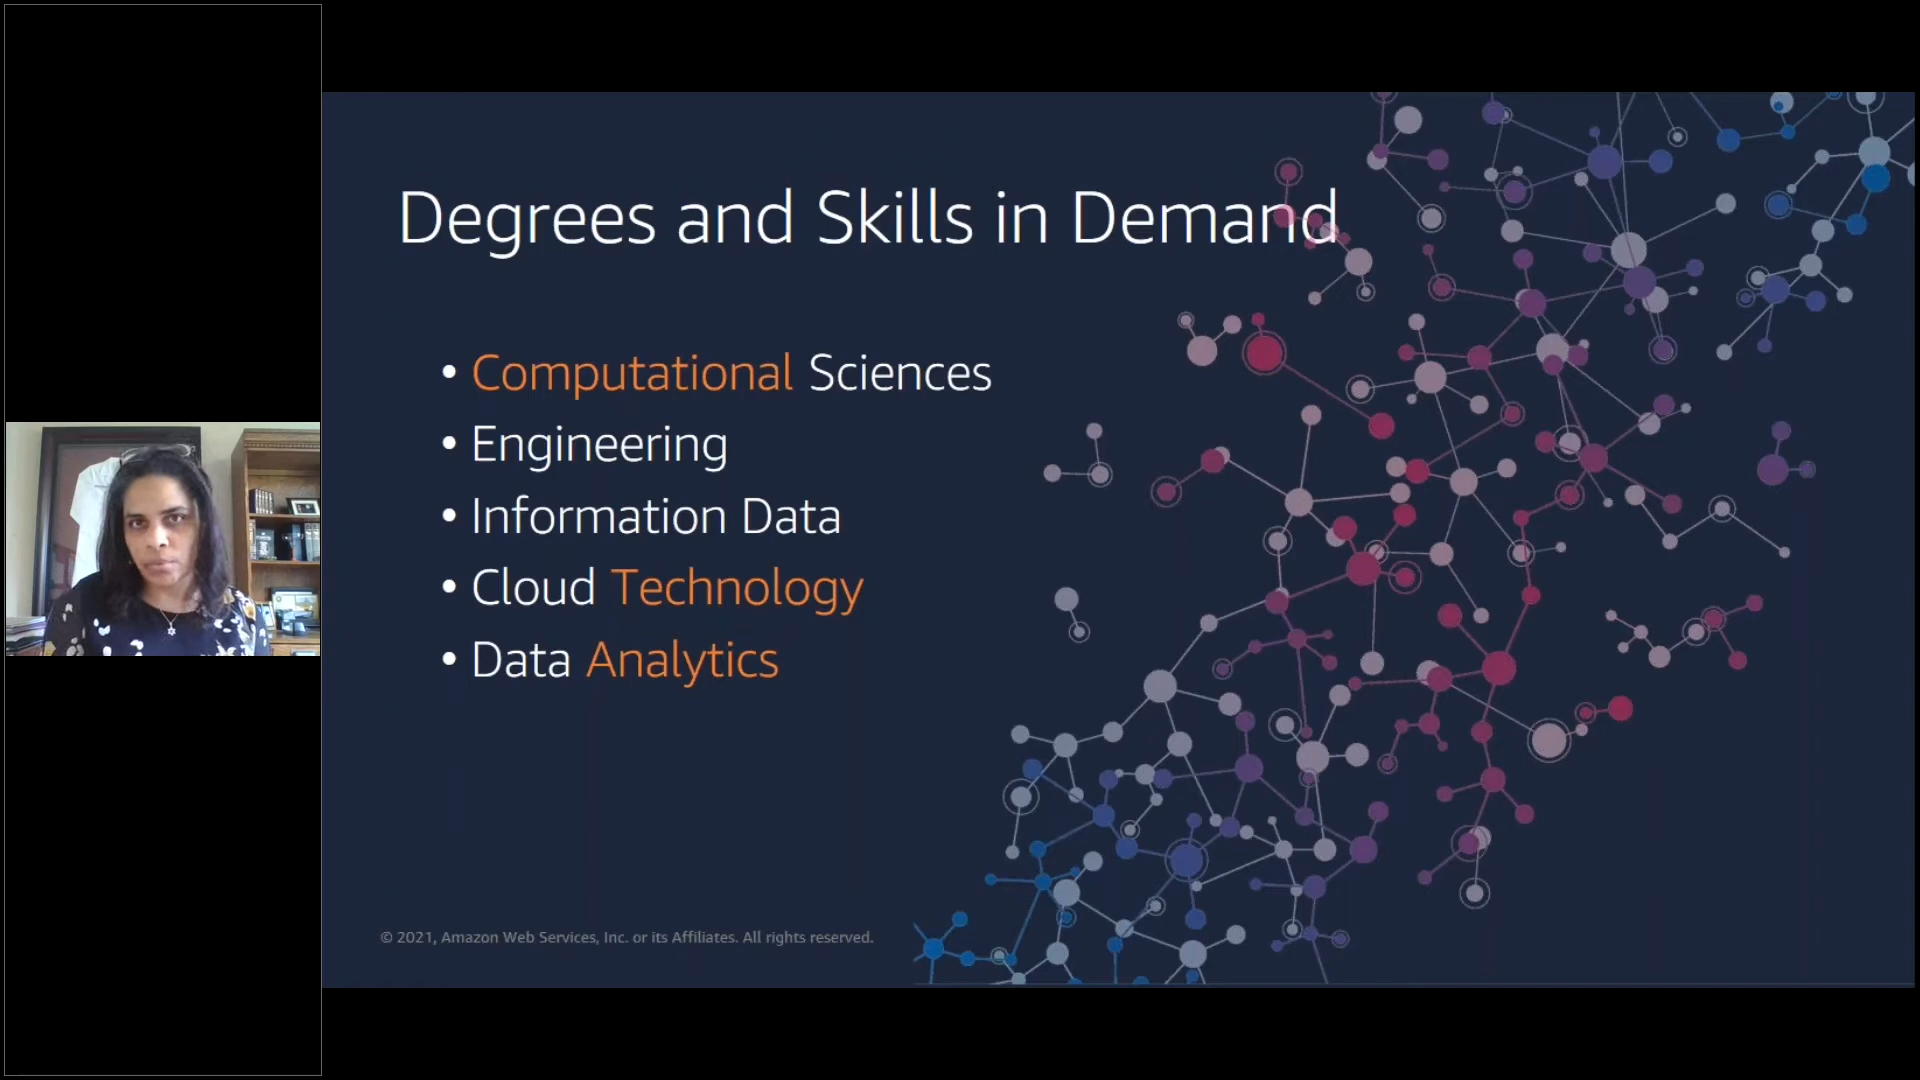 Degrees and Skills in Demand
• Computational Sciences
• Engineering
• Information Data
• Cloud Technology
• Data Analytics
© 2021, Amazon Web Services, Inc. or its Affiliates. All rights reserved.